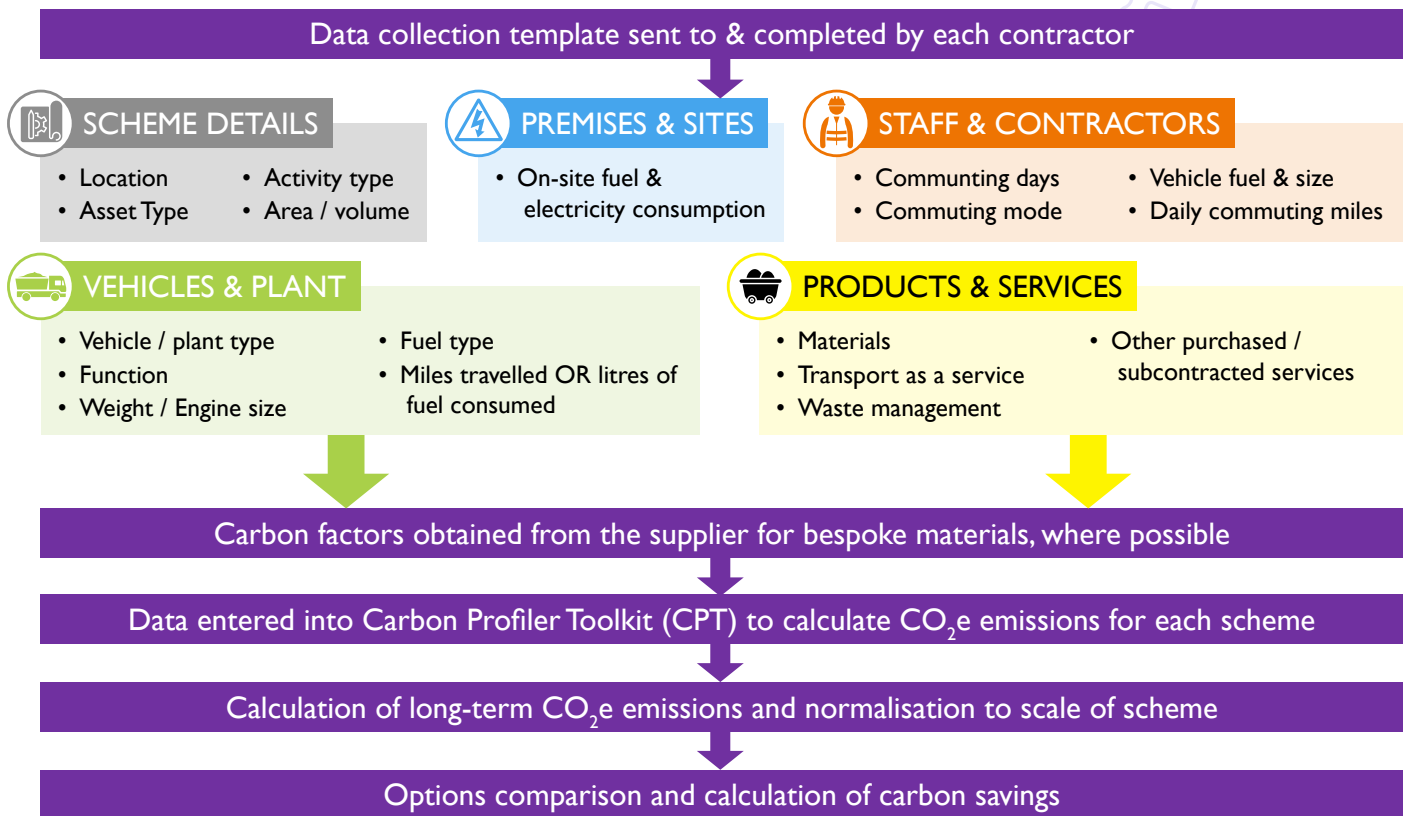 Data collection template sent to & completed by each contractor
SCHEME DETAILS
• Location
• Asset Type
• Activity type
• Area / volume
PREMISES & SITES
• On-site fuel &
electricity consumption
STAFF & CONTRACTORS
• Communting days
• Commuting mode
• Vehicle fuel & size
• Daily commuting miles
VEHICLES & PLANT
• Vehicle / plant type
• Function
• Weight / Engine size
• Fuel type
• Miles travelled OR litres of
fuel consumed
PRODUCTS & SERVICES
• Materials
• Transport as a service
• Waste management
• Other purchased /
subcontracted services
Carbon factors obtained from the supplier for bespoke materials, where possible
Data entered into Carbon Profiler Toolkit (CPT) to calculate CO₂e emissions for each scheme
Calculation of long-term CO₂e emissions and normalisation to scale of scheme
Options comparison and calculation of carbon savings